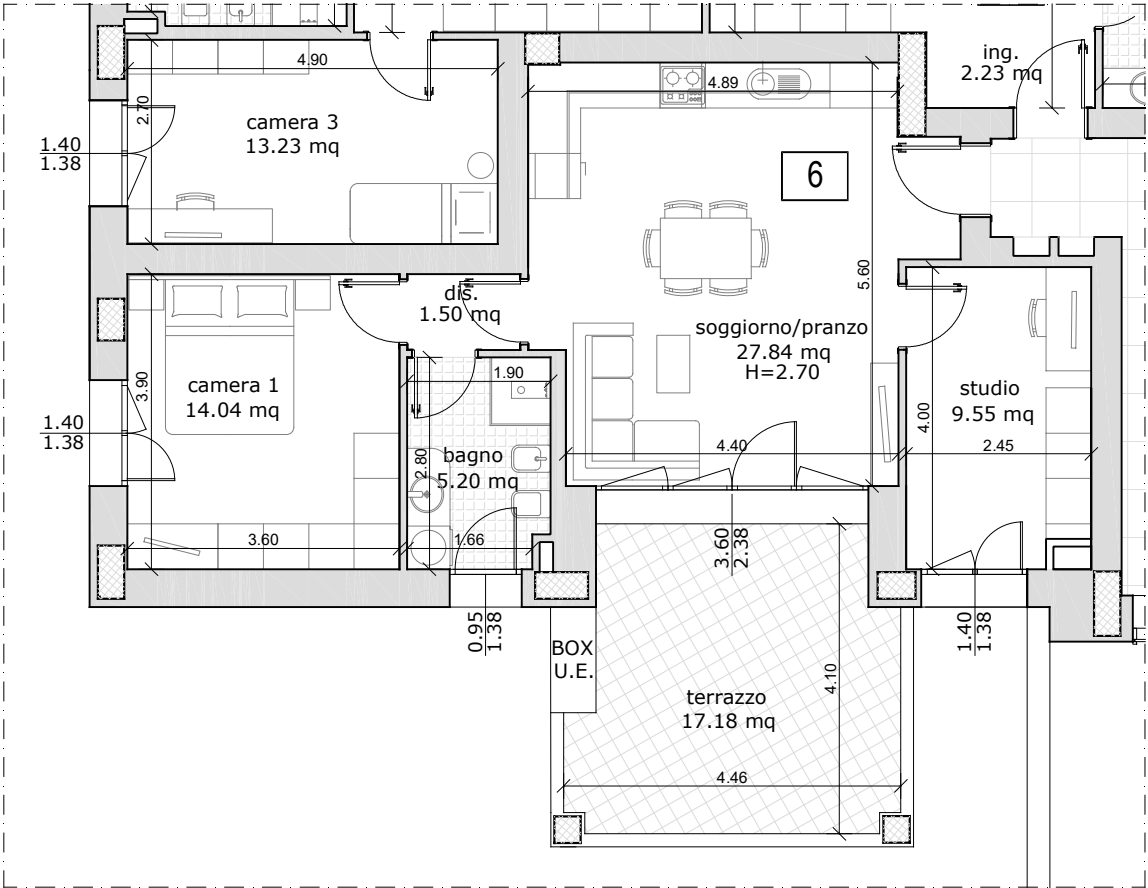 ing.
2.23 mq
4.90
4.89
2.70
camera 3
13.23 mq
1.40
1.38
6
5.60
dis.
1.50 mq
soggiorno/pranzo
27.84 mq
H=2.70
camera 1
14.04 mq
3.90
1.90
studio
9.55 mq
4.00
1.40
1.38
4.40
2.45
bagno
5.20 mq
2.80
3.60
1.66
3.60
2.38
0.95
1.38
1.40
1.38
BOX
U.E.
terrazzo
17.18 mq
4.10
4.46